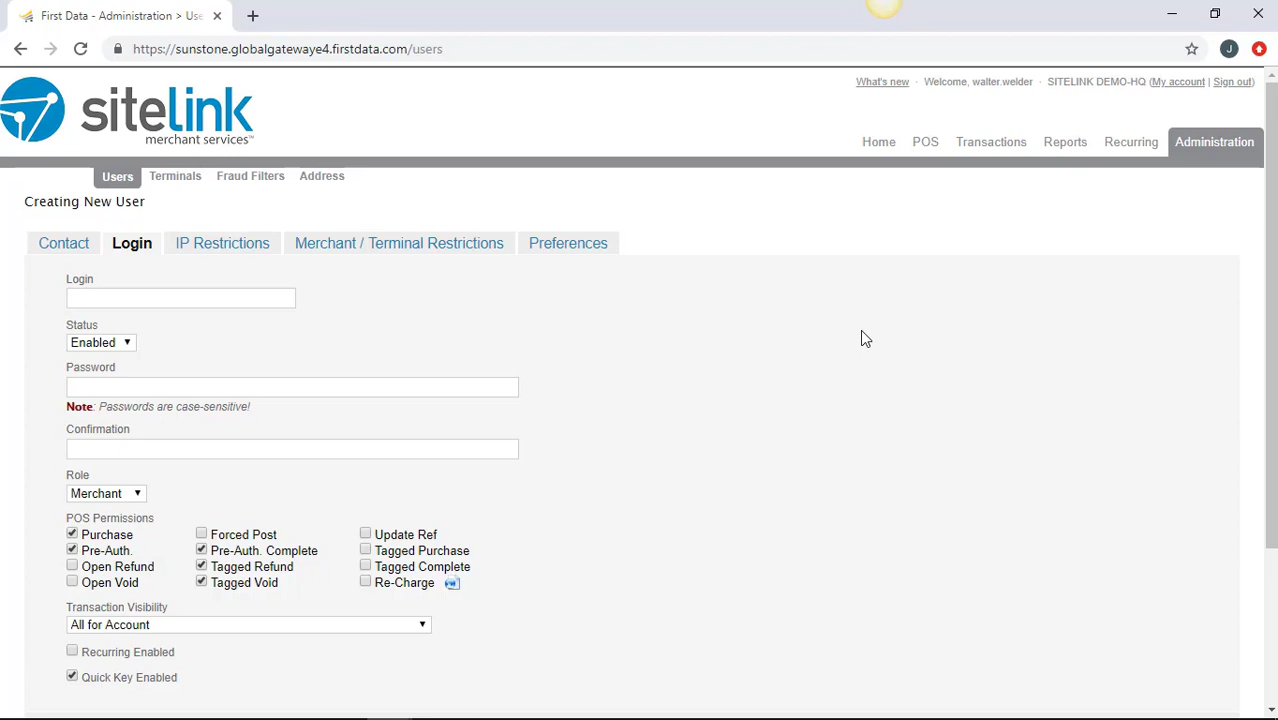 First Data - Administration > Use
https://sunstone.globalgatewaye4.firstdata.com/users
J
What's new · Welcome, walter.welder · SITELINK DEMO-HQ (My account | Sign out)
sitelink
merchant services™
Home POS Transactions Reports Recurring Administration
Users Terminals Fraud Filters Address
Creating New User
Contact Login IP Restrictions Merchant / Terminal Restrictions Preferences
Login
Status
Enabled
Password
Note: Passwords are case-sensitive!
Confirmation
Role
Merchant
POS Permissions
Purchase Forced Post Update Ref
Pre-Auth. Pre-Auth. Complete Tagged Purchase
Open Refund Tagged Refund Tagged Complete
Open Void Tagged Void Re-Charge
Transaction Visibility
All for Account
Recurring Enabled
Quick Key Enabled